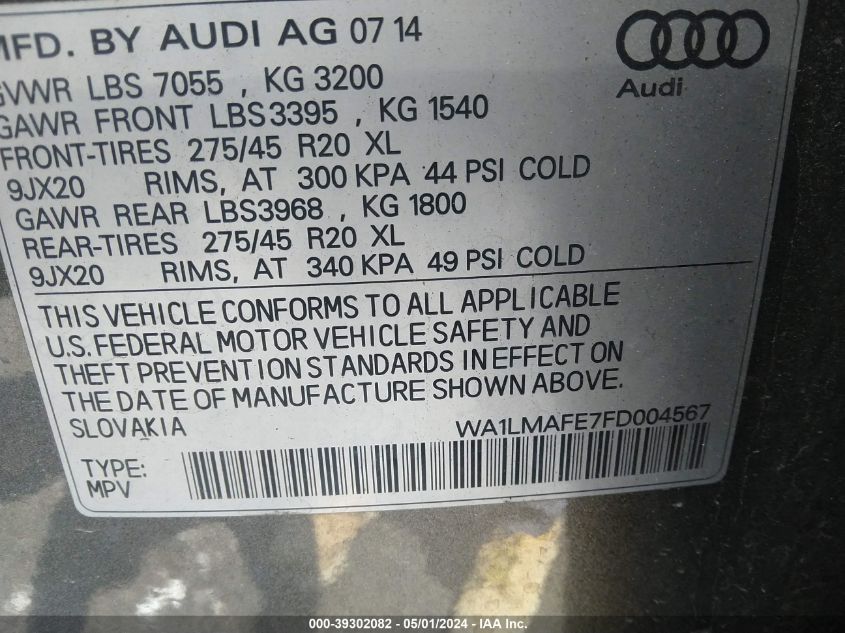 MFD. BY AUDI AG 07 14
GVWR LBS 7055 , KG 3200
GAWR FRONT LBS3395 , KG 1540
FRONT-TIRES 275/45 R20 XL
9JX20 RIMS, AT 300 KPA 44 PSI COLD
GAWR REAR LBS3968 , KG 1800
REAR-TIRES 275/45 R20 XL
9JX20 RIMS, AT 340 KPA 49 PSI COLD
Audi
THIS VEHICLE CONFORMS TO ALL APPLICABLE
U.S. FEDERAL MOTOR VEHICLE SAFETY AND
THEFT PREVENTION STANDARDS IN EFFECT ON
THE DATE OF MANUFACTURE SHOWN ABOVE.
SLOVAKIA WA1LMAFE7FD004567
TYPE:
MPV
000-39302082 - 05/01/2024 - IAAI.COM